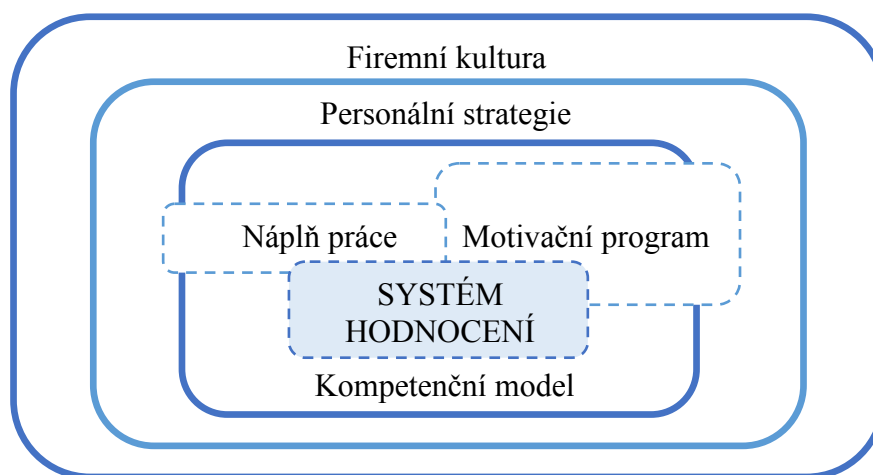 Firemní kultura
Personální strategie
Náplň práce
Motivační program
SYSTÉM
HODNOCENÍ
Kompetenční model